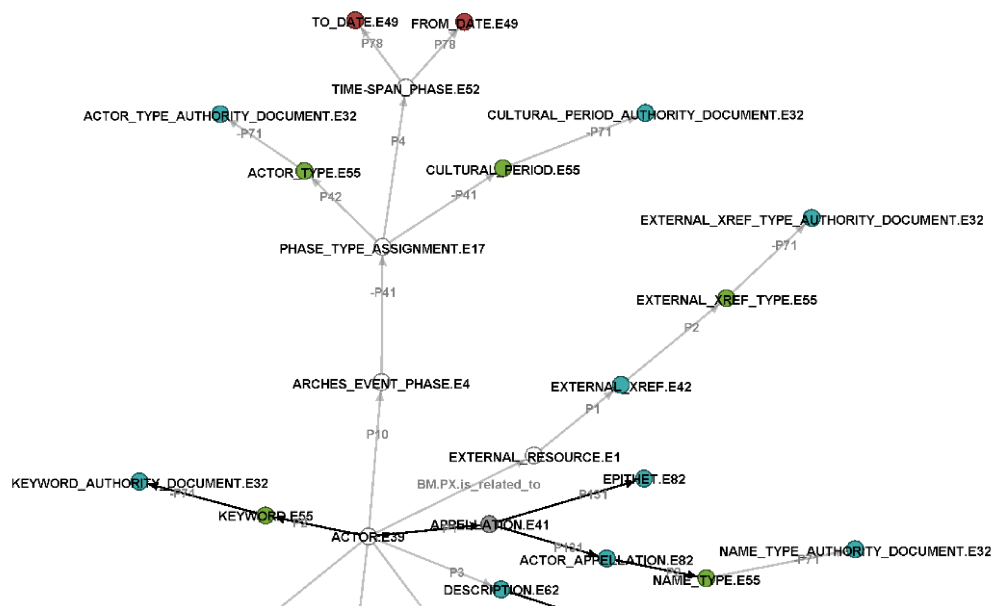 TO_DATE.E49
FROM_DATE.E49
P78
P78
TIME-SPAN_PHASE.E52
ACTOR_TYPE_AUTHORITY_DOCUMENT.E32
CULTURAL_PERIOD_AUTHORITY_DOCUMENT.E32
-P71
P4
-P71
ACTOR_TYPE.E55
CULTURAL_PERIOD.E55
P42
-P41
EXTERNAL_XREF_TYPE_AUTHORITY_DOCUMENT.E32
PHASE_TYPE_ASSIGNMENT.E17
-P71
-P41
EXTERNAL_XREF_TYPE.E55
P2
ARCHES_EVENT_PHASE.E4
EXTERNAL_XREF.E42
P1
P10
EXTERNAL_RESOURCE.E1
KEYWORD_AUTHORITY_DOCUMENT.E32
BM.PX.is_related_to
EPITHET.E82
-P71
P131
KEYWORD.E55
APPELLATION.E41
ACTOR.E39
P131
NAME_TYPE_AUTHORITY_DOCUMENT.E32
ACTOR_APPELLATION.E82
-P71
P3
NAME_TYPE.E55
DESCRIPTION.E62